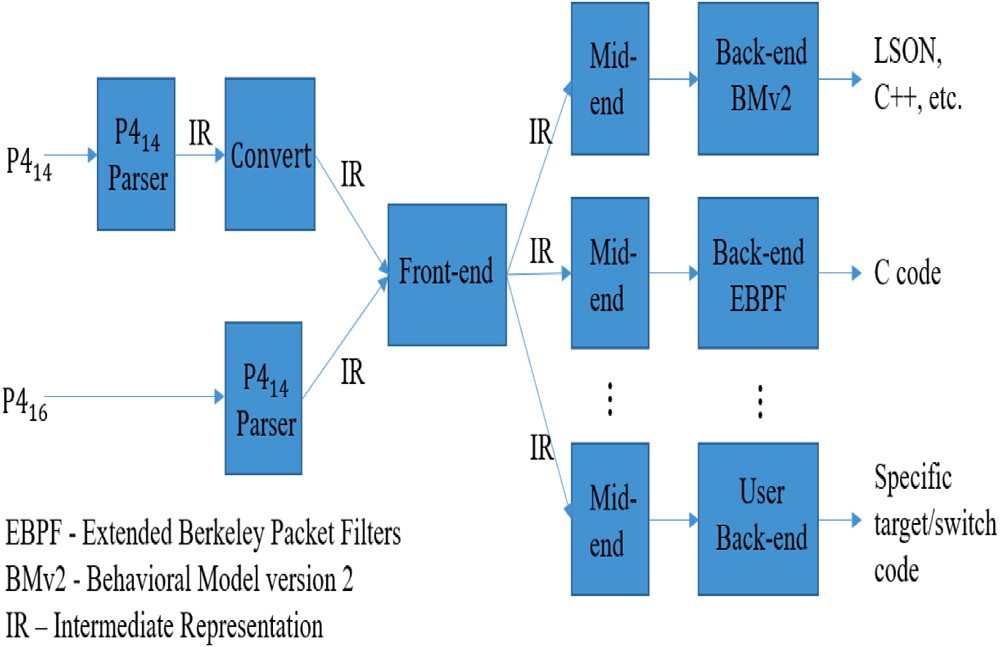 P4₁₄
P4₁₄
Parser
IR
Convert
IR
P4₁₆
P4₁₄
Parser
IR
Front-end
IR
Mid-
end
Back-end
BMv2
LSON,
C++, etc.
IR
Mid-
end
Back-end
EBPF
C code
IR
Mid-
end
User
Back-end
Specific
target/switch
code
EBPF - Extended Berkeley Packet Filters
BMv2 - Behavioral Model version 2
IR – Intermediate Representation